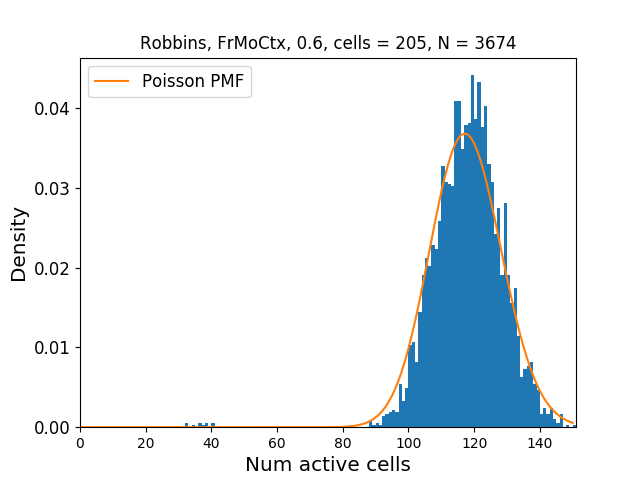 Robbins, FrMoCtx, 0.6, cells = 205, N = 3674
Poisson PMF
Density
0.04
0.03
0.02
0.01
0.00
0 20 40 60 80 100 120 140
Num active cells